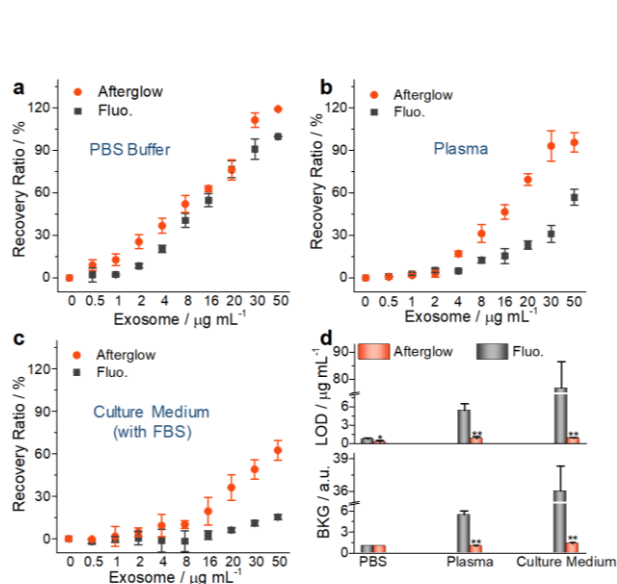 a
Afterglow
Fluo.
PBS Buffer
Recovery Ratio / %
120
90
60
30
0
0 0.5 1 2 4 8 16 20 30 50
Exosome / μg mL⁻¹
b
Afterglow
Fluo.
Plasma
Recovery Ratio / %
120
90
60
30
0
0 0.5 1 2 4 8 16 20 30 50
Exosome / μg mL⁻¹
c
Afterglow
Fluo.
Culture Medium
(with FBS)
Recovery Ratio / %
120
90
60
30
0
0 0.5 1 2 4 8 16 20 30 50
Exosome / μg mL⁻¹
d
Afterglow Fluo.
LOD / μg mL⁻¹
90
80
6
3
0
* ** **
BKG / a.u.
39
36
6
3
0
** **
PBS Plasma Culture Medium